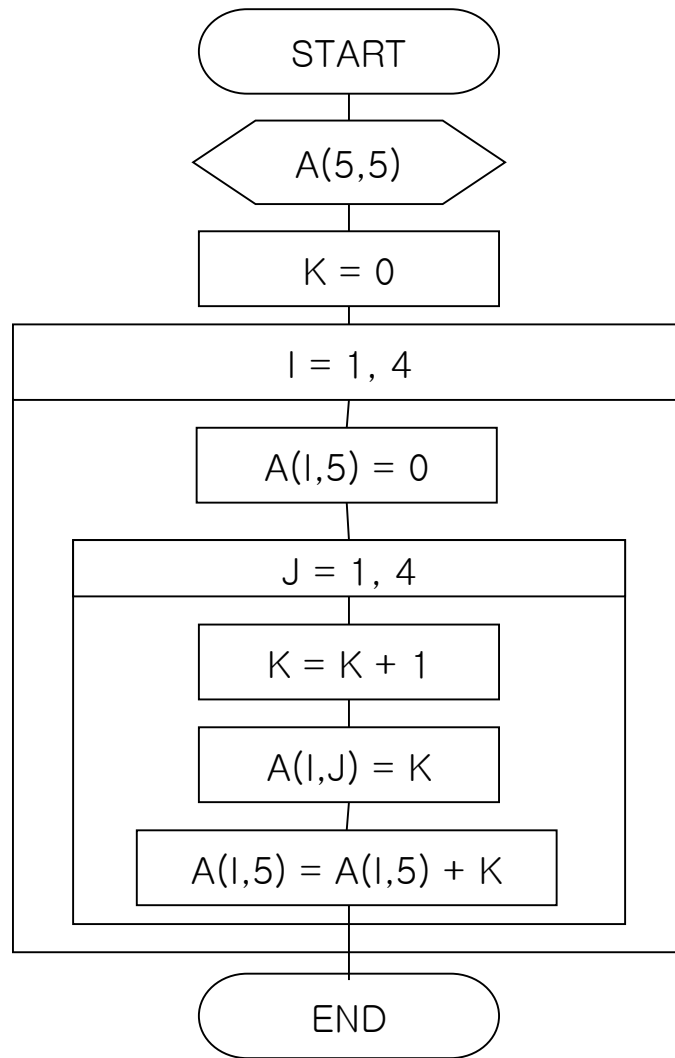 START
A(5,5)
K = 0
I = 1, 4
A(I,5) = 0
J = 1, 4
K = K + 1
A(I,J) = K
A(I,5) = A(I,5) + K
END